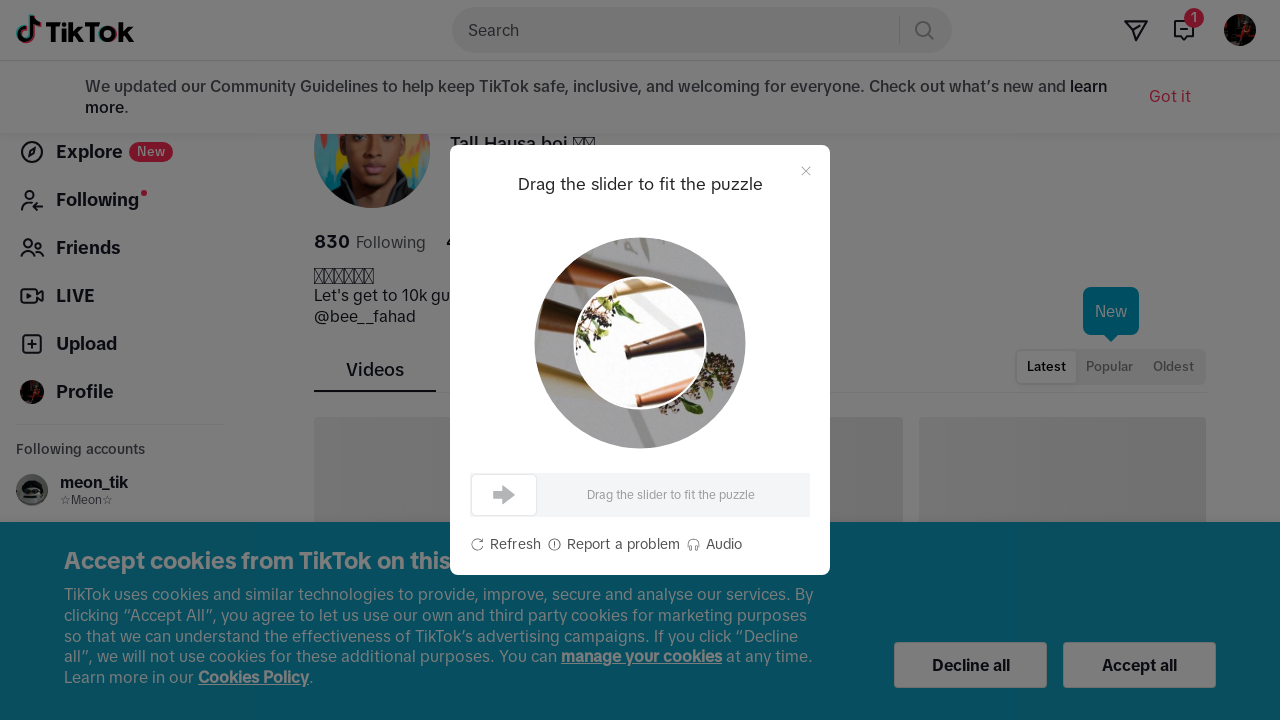 TikTok
Search
1
We updated our Community Guidelines to help keep TikTok safe, inclusive, and welcoming for everyone. Check out what’s new and learn
more.
Got it
Explore New
Following
Friends
LIVE
Upload
Profile
Following accounts
meon_tik
☆Meon☆
Tall Hausa boi
830 Following
Let's get to 10k gu
@bee__fahad
Videos
New
Latest Popular Oldest
Drag the slider to fit the puzzle
Drag the slider to fit the puzzle
Refresh Report a problem Audio
Accept cookies from TikTok on this
TikTok uses cookies and similar technologies to provide, improve, secure and analyse our services. By
clicking “Accept All”, you agree to let us use our own and third party cookies for marketing purposes
so that we can understand the effectiveness of TikTok’s advertising campaigns. If you click “Decline
all”, we will not use cookies for these additional purposes. You can manage your cookies at any time.
Learn more in our Cookies Policy.
Decline all
Accept all